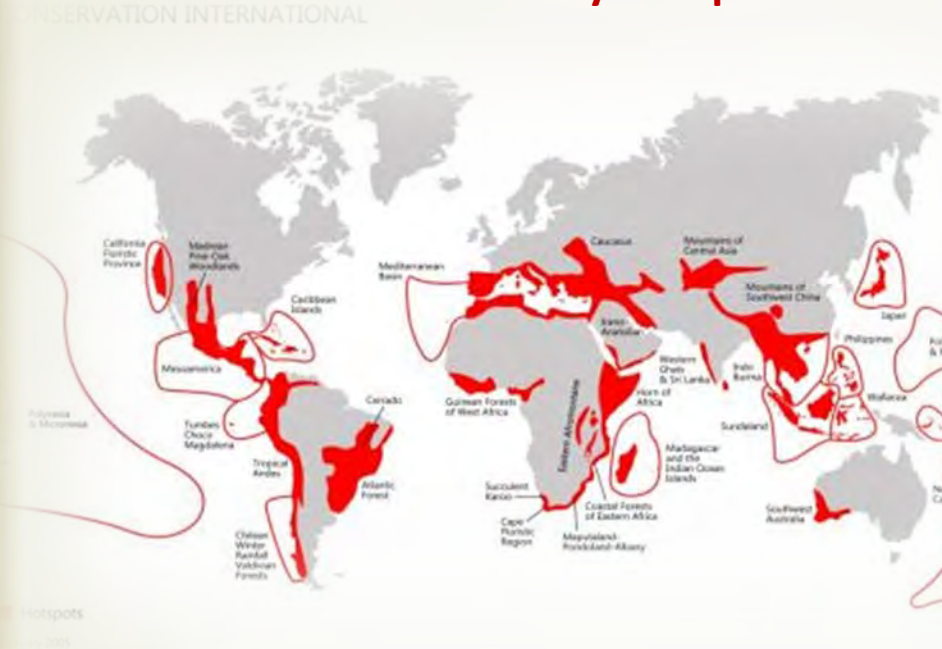 CONSERVATION INTERNATIONAL
California
Floristic
Province
Madrean
Pine-Oak
Woodlands
Caribbean
Islands
Mesoamerica
Tumbes
Choco
Magdalena
Tropical
Andes
Chilean
Winter
Rainfall
Valdivian
Forests
Cerrado
Atlantic
Forest
Polynesia
& Micronesia
Mediterranean
Basin
Caucasus
Irano-
Anatolian
Guinean Forests
of West Africa
Eastern Afromontane
Horn of
Africa
Succulent
Karoo
Cape
Floristic
Region
Maputaland-
Pondoland-Albany
Coastal Forests
of Eastern Africa
Madagascar
and the
Indian Ocean
Islands
Mountains of
Central Asia
Mountains of
Southwest China
Western
Ghats
& Sri Lanka
Indo
Burma
Japan
Philippines
Sundaland
Wallacea
Southwest
Australia
Hotspots